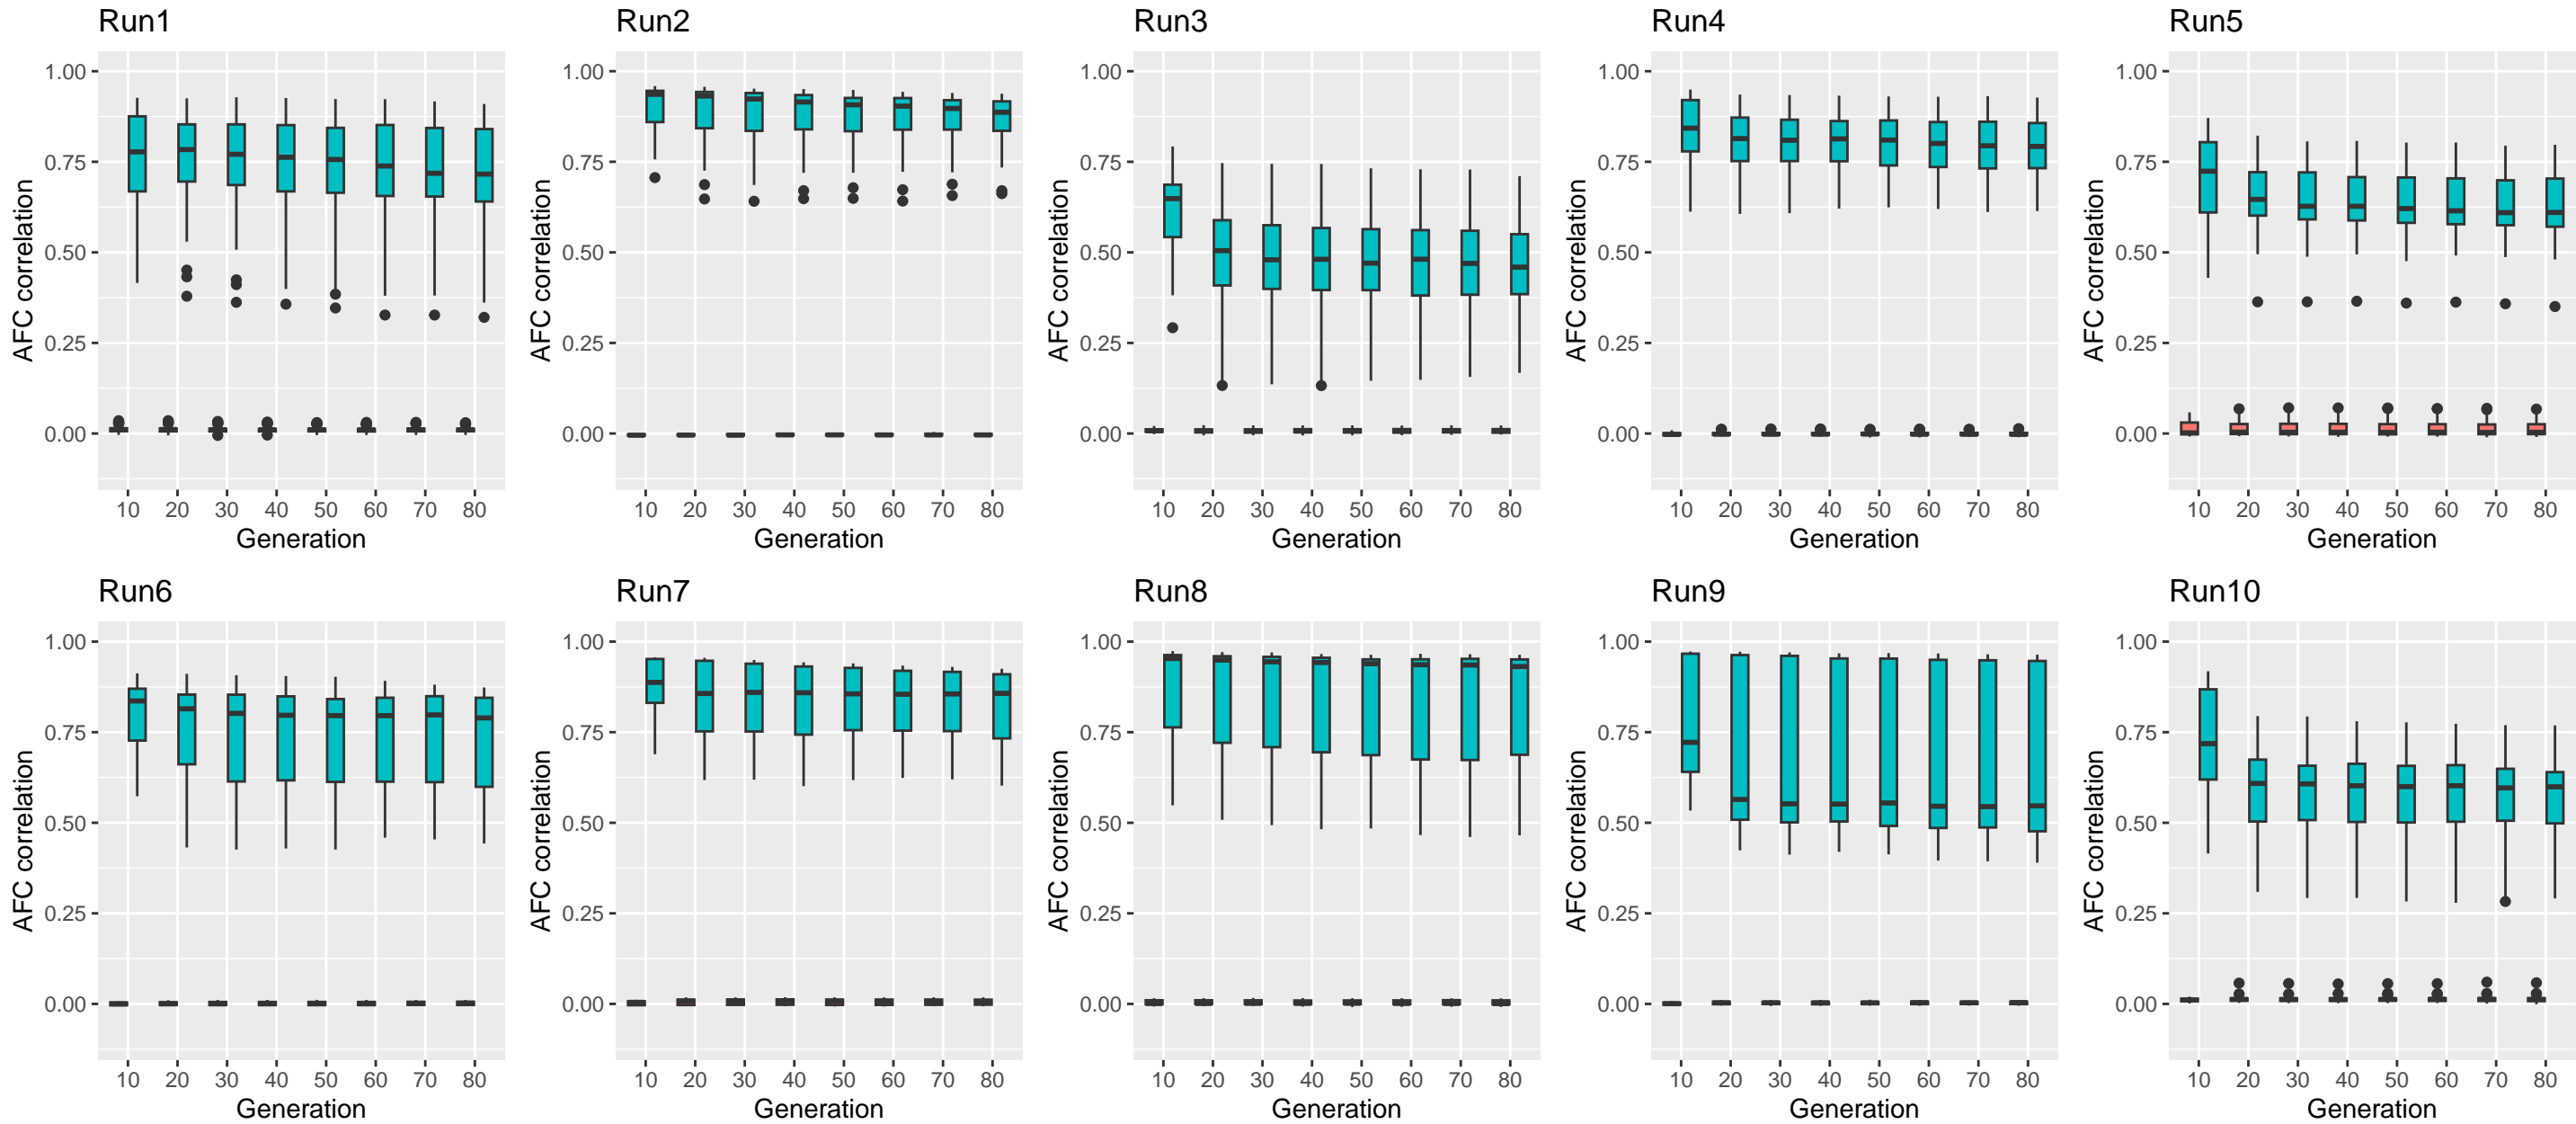 Run1 Run2 Run3 Run4 Run5
1.00 1.00 1.00 1.00 1.00
0.75 0.75 0.75 0.75 0.75
0.50 0.50 0.50 0.50 0.50
0.25 0.25 0.25 0.25 0.25
0.00 0.00 0.00 0.00 0.00
AFC correlation AFC correlation AFC correlation AFC correlation AFC correlation
10 20 30 40 50 60 70 80 10 20 30 40 50 60 70 80 10 20 30 40 50 60 70 80 10 20 30 40 50 60 70 80 10 20 30 40 50 60 70 80
Generation Generation Generation Generation Generation
Run6 Run7 Run8 Run9 Run10
1.00 1.00 1.00 1.00 1.00
0.75 0.75 0.75 0.75 0.75
0.50 0.50 0.50 0.50 0.50
0.25 0.25 0.25 0.25 0.25
0.00 0.00 0.00 0.00 0.00
AFC correlation AFC correlation AFC correlation AFC correlation AFC correlation
10 20 30 40 50 60 70 80 10 20 30 40 50 60 70 80 10 20 30 40 50 60 70 80 10 20 30 40 50 60 70 80 10 20 30 40 50 60 70 80
Generation Generation Generation Generation Generation